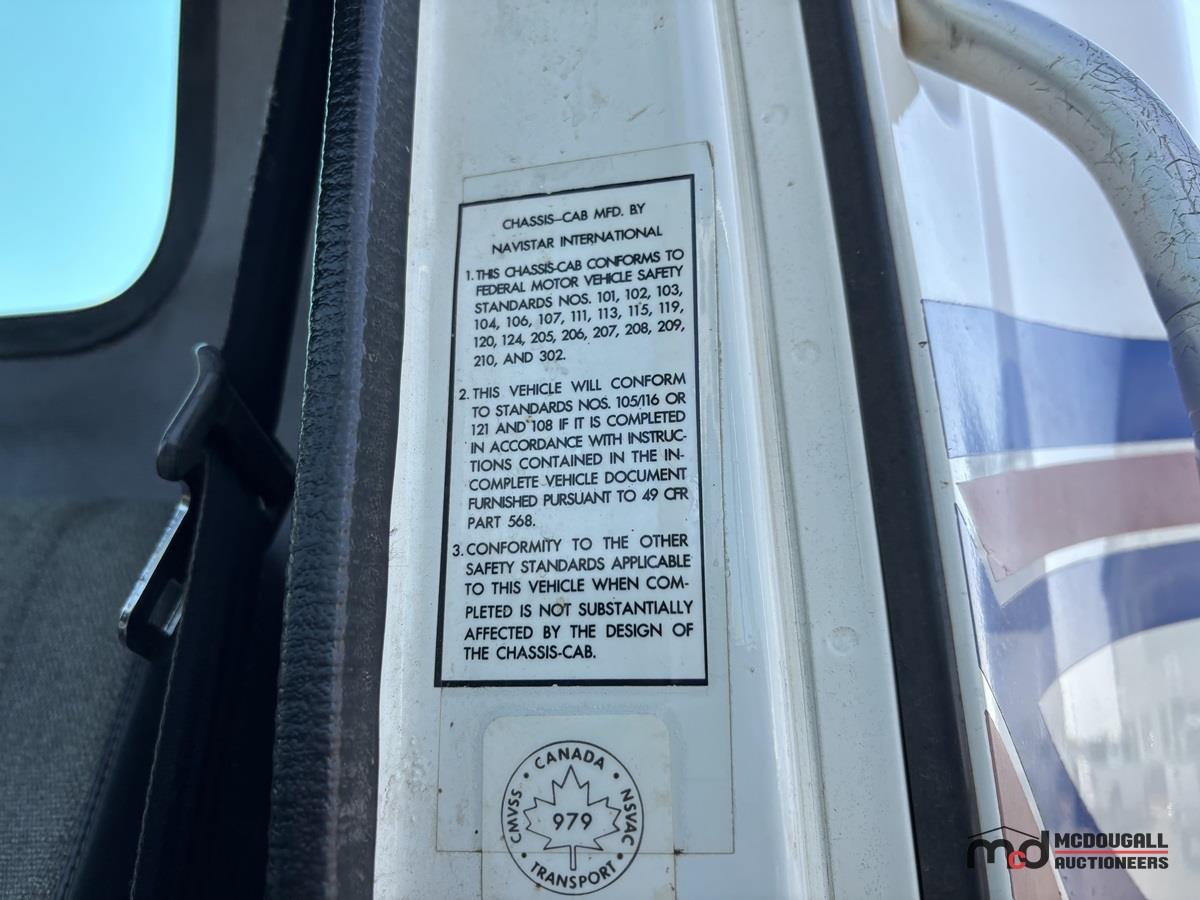 CHASSIS-CAB MFD. BY
NAVISTAR INTERNATIONAL
1. THIS CHASSIS-CAB CONFORMS TO
FEDERAL MOTOR VEHICLE SAFETY
STANDARDS NOS. 101, 102, 103,
104, 106, 107, 111, 113, 115, 119,
120, 124, 205, 206, 207, 208, 209,
210, AND 302.
2. THIS VEHICLE WILL CONFORM
TO STANDARDS NOS. 105/116 OR
121 AND 108 IF IT IS COMPLETED
IN ACCORDANCE WITH INSTRUC-
TIONS CONTAINED IN THE IN-
COMPLETE VEHICLE DOCUMENT
FURNISHED PURSUANT TO 49 CFR
PART 568.
3. CONFORMITY TO THE OTHER
SAFETY STANDARDS APPLICABLE
TO THIS VEHICLE WHEN COM-
PLETED IS NOT SUBSTANTIALLY
AFFECTED BY THE DESIGN OF
THE CHASSIS-CAB.
• CANADA •
CMVSS
979
NSVAC
• TRANSPORT •
mcd MCDOUGALL
AUCTIONEERS